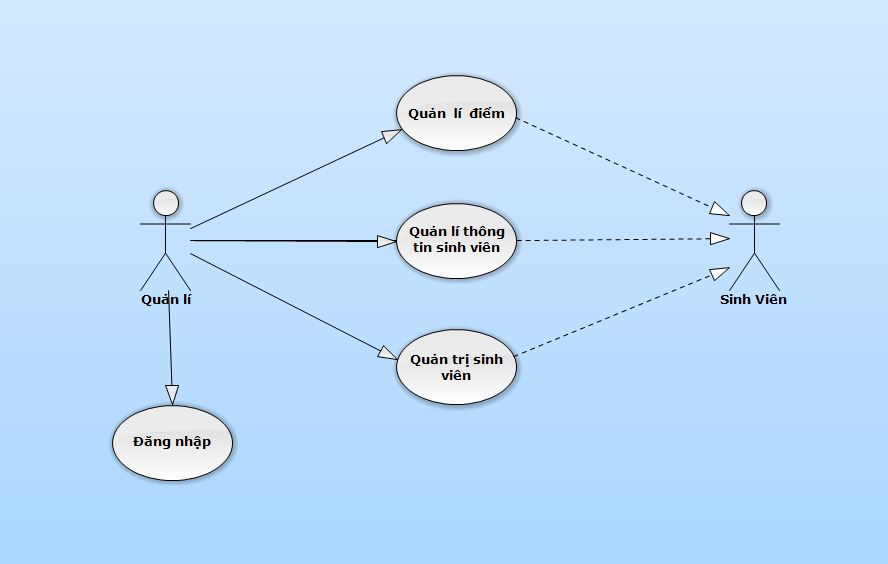 Quản lí điểm
Quản lí thông
tin sinh viên
Quản lí
Sinh Viên
Quản trị sinh
viên
Đăng nhập